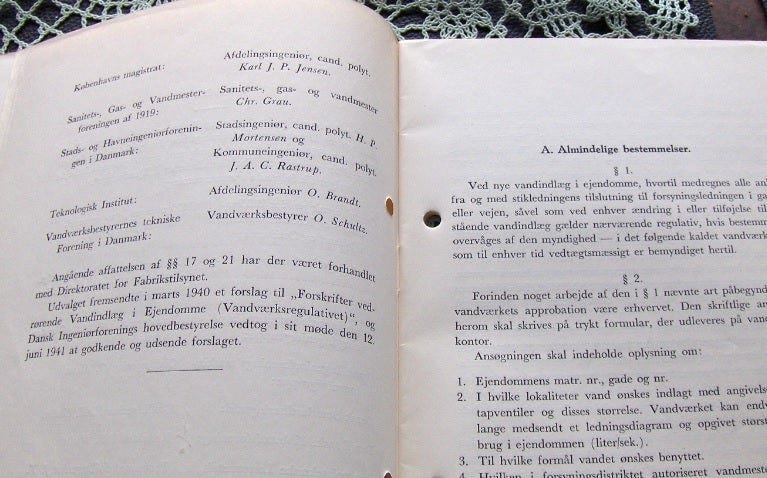 Københavns magistrat:
Afdelingsingeniør, cand. polyt.
Karl J. P. Jensen.
Sanitets-, Gas- og Vandmester-
foreningen af 1919:
Sanitets-, gas- og vandmester
Chr. Grau.
Stads- og Havneingeniørforenin-
gen i Danmark:
Stadsingeniør, cand. polyt. H. P.
Mortensen og
Kommuneingeniør, cand. polyt.
J. A. C. Rastrup.
Teknologisk Institut:
Afdelingsingeniør O. Brandt.
Vandværksbestyrernes tekniske
Forening i Danmark:
Vandværksbestyrer O. Schultz.
Angående affattelsen af §§ 17 og 21 har der været forhandlet
med Direktoratet for Fabrikstilsynet.
Udvalget fremsendte i marts 1940 et forslag til „Forskrifter ved-
rørende Vandindlæg i Ejendomme (Vandværksregulativet)“, og
Dansk Ingeniørforenings hovedbestyrelse vedtog i sit møde den 12.
juni 1941 at godkende og udsende forslaget.
A. Almindelige bestemmelser.
§ 1.
Ved nye vandindlæg i ejendomme, hvortil medregnes alle an
fra og med stikledningens tilslutning til forsyningsledningen i ga
eller vejen, såvel som ved enhver ændring i eller tilføjelse til
stående vandindlæg gælder nærværende regulativ, hvis bestemm
overvåges af den myndighed — i det følgende kaldet vandværk
som til enhver tid vedtægtsmæssigt er bemyndiget hertil.
§ 2.
Forinden noget arbejde af den i § 1 nævnte art påbegynd
vandværkets approbation være erhvervet. Den skriftlige an
herom skal skrives på trykt formular, der udleveres på vand
kontor.
Ansøgningen skal indeholde oplysning om:
1. Ejendommens matr. nr., gade og nr.
2. I hvilke lokaliteter vand ønskes indlagt med angivels
tapventiler og disses størrelse. Vandværket kan endv
lange medsendt et ledningsdiagram og opgivet størst
brug i ejendommen (liter/sek.).
3. Til hvilke formål vandet ønskes benyttet.
4. Hvilken i forsyningsdistriktet autoriseret vandmest